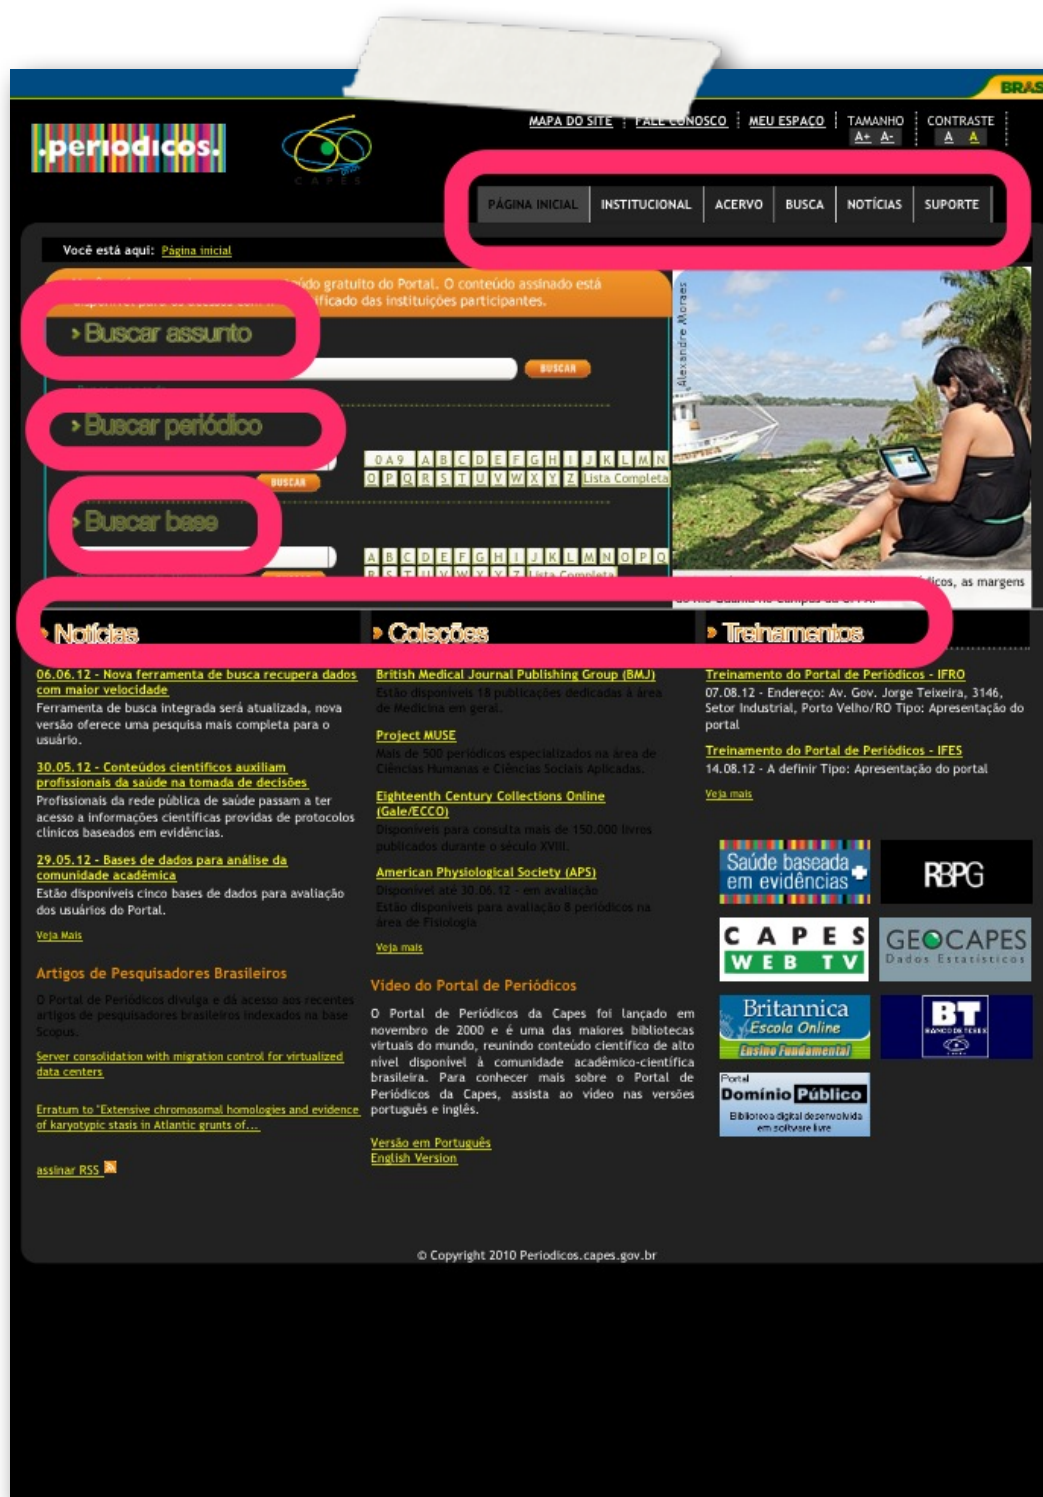 BRAS
.periodicos.
CAPES
MAPA DO SITE
FALE CONOSCO
MEU ESPAÇO
TAMANHO
A+ A-
CONTRASTE
A A
PÁGINA INICIAL
INSTITUCIONAL
ACERVO
BUSCA
NOTÍCIAS
SUPORTE
Você está aqui: Página inicial
gratuito do Portal. O conteúdo assinado está
das instituições participantes.
Buscar assunto
BUSCAR
Buscar periódico
0 A 9 A B C D E F G H I J K L M N
O P Q R S T U V W X Y Z Lista Completa
BUSCAR
Buscar base
A B C D E F G H I J K L M N O P Q
Alexandre Moraes
as margens
Notícias
06.06.12 - Nova ferramenta de busca recupera dados
com maior velocidade
Ferramenta de busca integrada será atualizada, nova
versão oferece uma pesquisa mais completa para o
usuário.
30.05.12 - Conteúdos científicos auxiliam
profissionais da saúde na tomada de decisões
Profissionais da rede pública de saúde passam a ter
acesso a informações científicas providas de protocolos
clínicos baseados em evidências.
29.05.12 - Bases de dados para análise da
comunidade acadêmica
Estão disponíveis cinco bases de dados para avaliação
dos usuários do Portal.
Veja Mais
Artigos de Pesquisadores Brasileiros
O Portal de Periódicos divulga e dá acesso aos recentes
artigos de pesquisadores brasileiros indexados na base
Scopus.
Server consolidation with migration control for virtualized
data centers
Erratum to "Extensive chromosomal homologies and evidence
of karyotypic stasis in Atlantic grunts of...
assinar RSS
Coleções
British Medical Journal Publishing Group (BMJ)
Estão disponíveis 18 publicações dedicadas à área
de Medicina em geral.
Project MUSE
Mais de 500 periódicos especializados na área de
Ciências Humanas e Ciências Sociais Aplicadas.
Eighteenth Century Collections Online
(Gale/ECCO)
Disponíveis para consulta mais de 150.000 livros
publicados durante o século XVIII.
American Physiological Society (APS)
Disponível até 30.06.12 - em avaliação
Estão disponíveis para avaliação 8 periódicos na
área de Fisiologia
Veja mais
Vídeo do Portal de Periódicos
O Portal de Periódicos da Capes foi lançado em
novembro de 2000 e é uma das maiores bibliotecas
virtuais do mundo, reunindo conteúdo científico de alto
nível disponível à comunidade acadêmico-científica
brasileira. Para conhecer mais sobre o Portal de
Periódicos da Capes, assista ao vídeo nas versões
português e inglês.
Versão em Português
English Version
Treinamentos
Treinamento do Portal de Periódicos - IFRO
07.08.12 - Endereço: Av. Gov. Jorge Teixeira, 3146,
Setor Industrial, Porto Velho/RO Tipo: Apresentação do
portal
Treinamento do Portal de Periódicos - IFES
14.08.12 - A definir Tipo: Apresentação do portal
Veja mais
Saúde baseada
em evidências
RBPG
CAPES
WEB TV
GEOCAPES
Dados Estatísticos
Britannica
Escola Online
Ensino Fundamental
BT
BANCO DE TESES
Portal
Domínio Público
Biblioteca digital desenvolvida
em software livre
© Copyright 2010 Periodicos.capes.gov.br